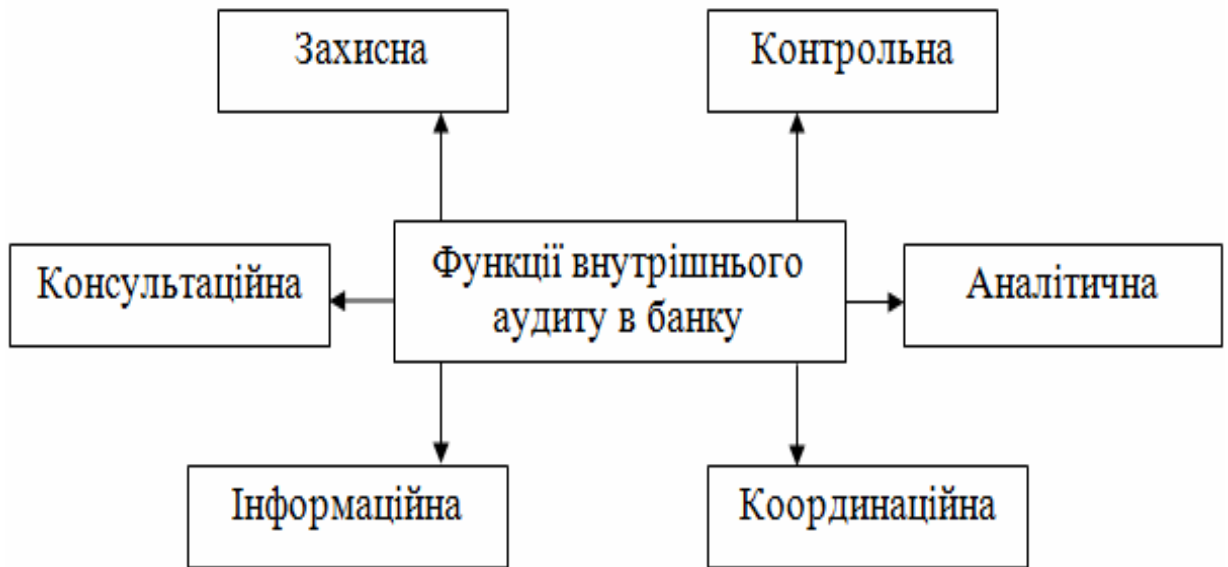 Захисна
Контрольна
Консультаційна
Функції внутрішнього
аудиту в банку
Аналітична
Інформаційна
Координаційна